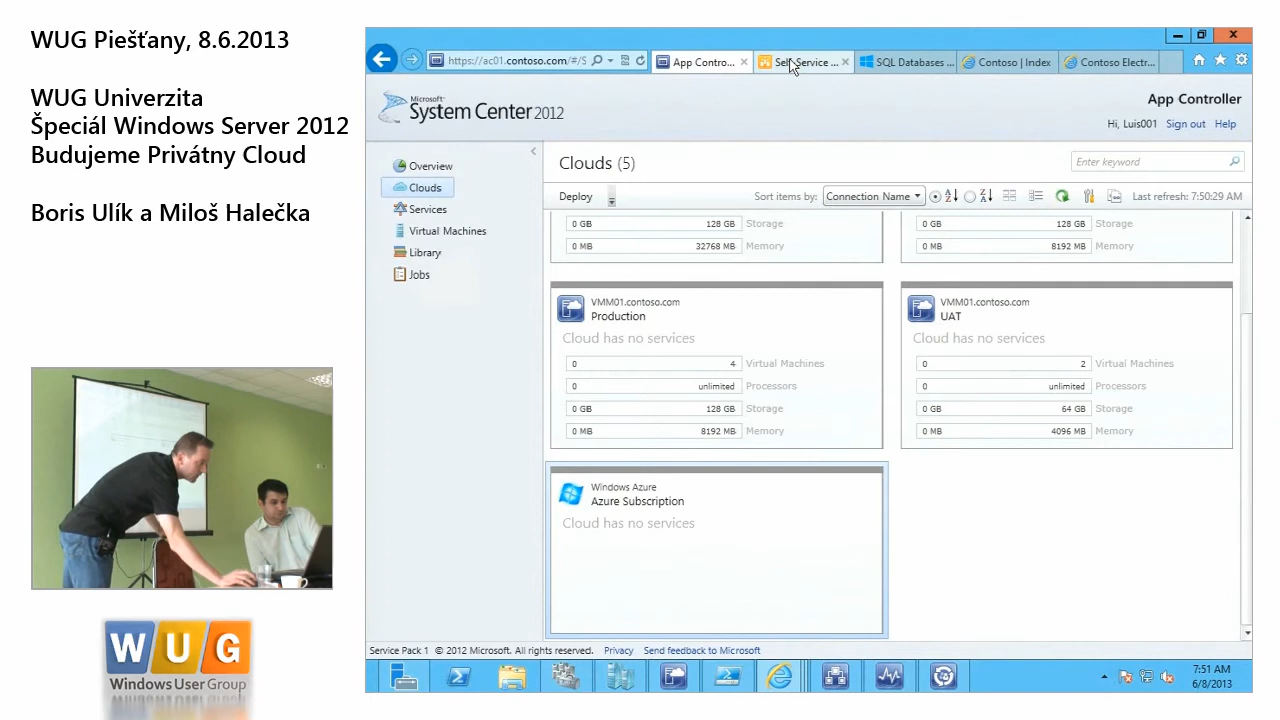 WUG Piešťany, 8.6.2013
WUG Univerzita
Špeciál Windows Server 2012
Budujeme Privátny Cloud
Boris Ulík a Miloš Halečka
W U G
Windows User Group
https://ac01.contoso.com/#/S
App Contro...
Self Service ...
SQL Databases ...
Contoso | Index
Contoso Electr...
Microsoft
System Center 2012
App Controller
Hi, Luis001 Sign out Help
Overview
Clouds
Services
Virtual Machines
Library
Jobs
Clouds (5)
Enter keyword
Deploy
Sort items by: Connection Name
Last refresh: 7:50:29 AM
0 GB 128 GB Storage
0 MB 32768 MB Memory
0 GB 128 GB Storage
0 MB 8192 MB Memory
VMM01.contoso.com
Production
Cloud has no services
0 4 Virtual Machines
0 unlimited Processors
0 GB 128 GB Storage
0 MB 8192 MB Memory
VMM01.contoso.com
UAT
Cloud has no services
0 2 Virtual Machines
0 unlimited Processors
0 GB 64 GB Storage
0 MB 4096 MB Memory
Windows Azure
Azure Subscription
Cloud has no services
Service Pack 1 © 2012 Microsoft. All rights reserved. Privacy Send feedback to Microsoft
7:51 AM
6/8/2013